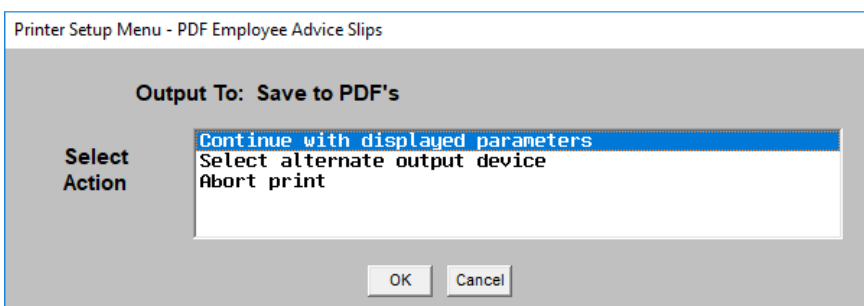 Printer Setup Menu - PDF Employee Advice Slips
Output To: Save to PDF's
Select
Action
Continue with displayed parameters
Select alternate output device
Abort print
OK Cancel